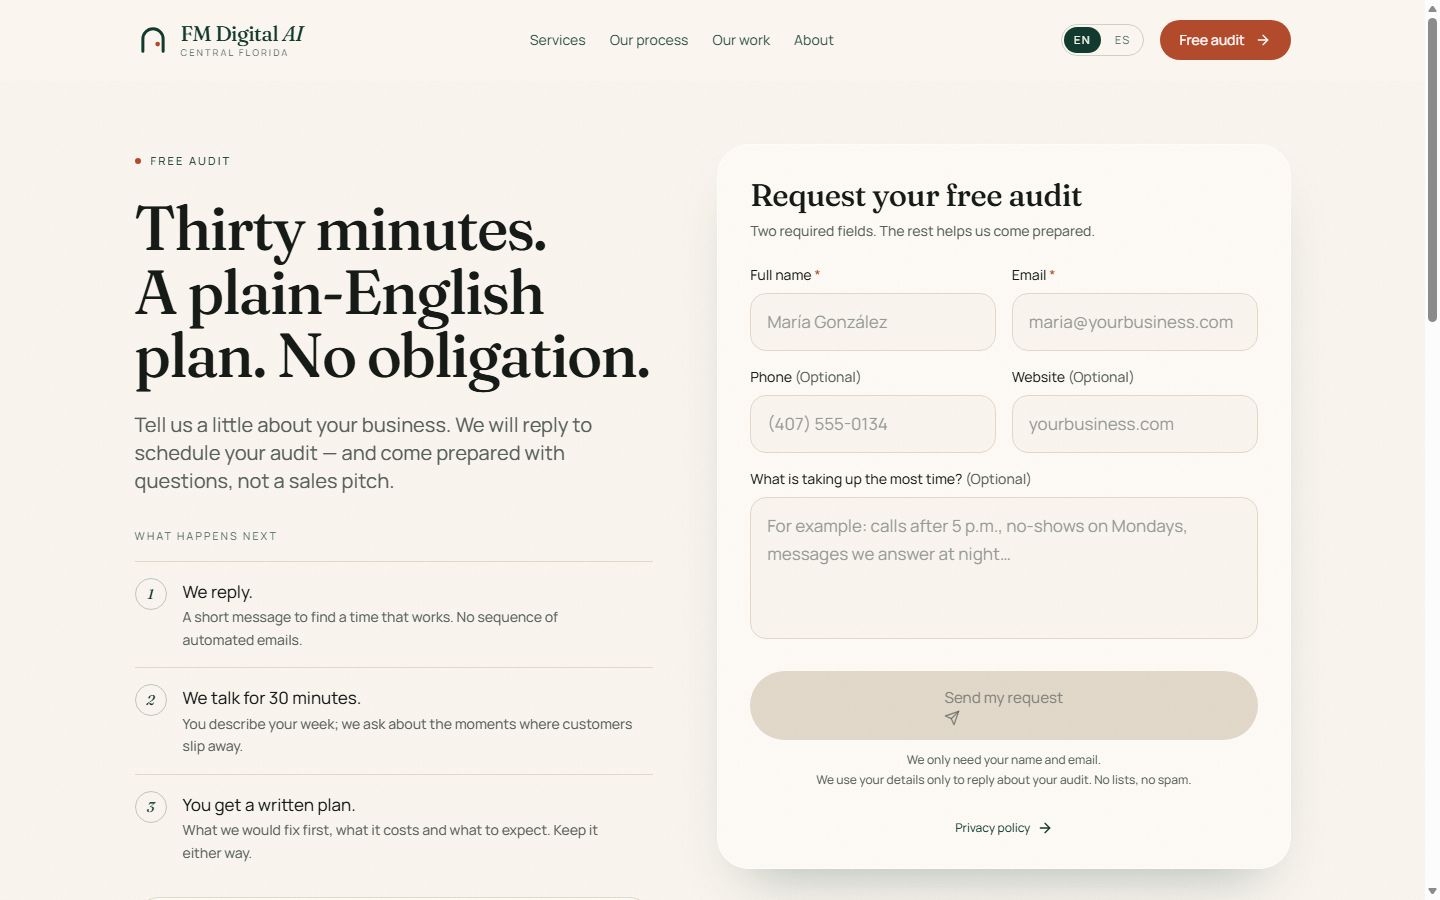 FM Digital AI
CENTRAL FLORIDA
Services
Our process
Our work
About
EN
ES
Free audit
FREE AUDIT
Thirty minutes.
A plain-English
plan. No obligation.
Tell us a little about your business. We will reply to
schedule your audit — and come prepared with
questions, not a sales pitch.
WHAT HAPPENS NEXT
1
We reply.
A short message to find a time that works. No sequence of
automated emails.
2
We talk for 30 minutes.
You describe your week; we ask about the moments where customers
slip away.
3
You get a written plan.
What we would fix first, what it costs and what to expect. Keep it
either way.
Request your free audit
Two required fields. The rest helps us come prepared.
Full name *
María González
Email *
maria@yourbusiness.com
Phone (Optional)
(407) 555-0134
Website (Optional)
yourbusiness.com
What is taking up the most time? (Optional)
For example: calls after 5 p.m., no-shows on Mondays,
messages we answer at night…
Send my request
We only need your name and email.
We use your details only to reply about your audit. No lists, no spam.
Privacy policy